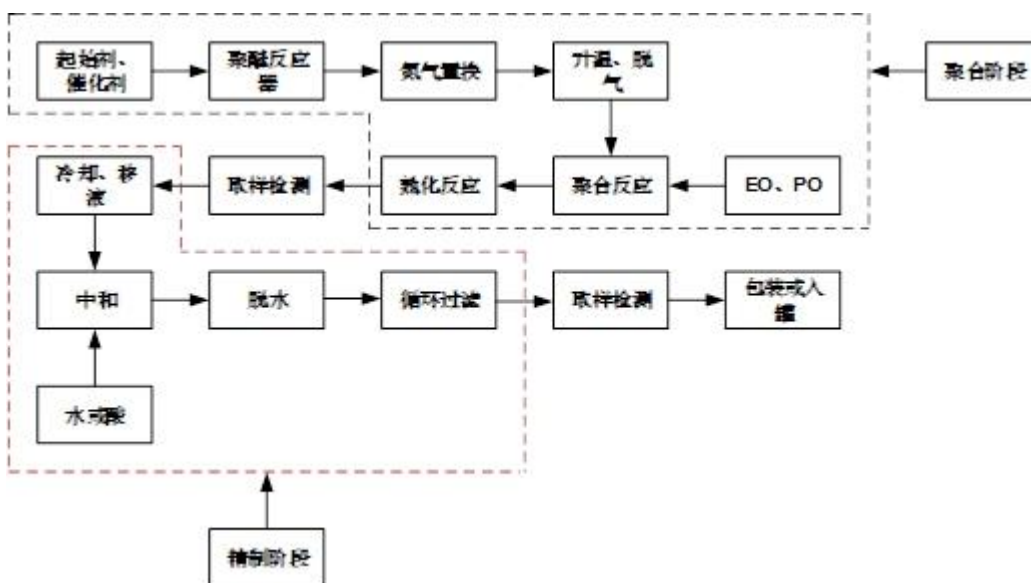 起始剂、
催化剂
聚醚反应
器
氮气置换
升温、脱
气
聚合阶段
冷却、移
液
取样检测
熟化反应
聚合反应
EO、PO
中和
脱水
循环过滤
取样检测
包装或入
罐
水或酸
精制阶段